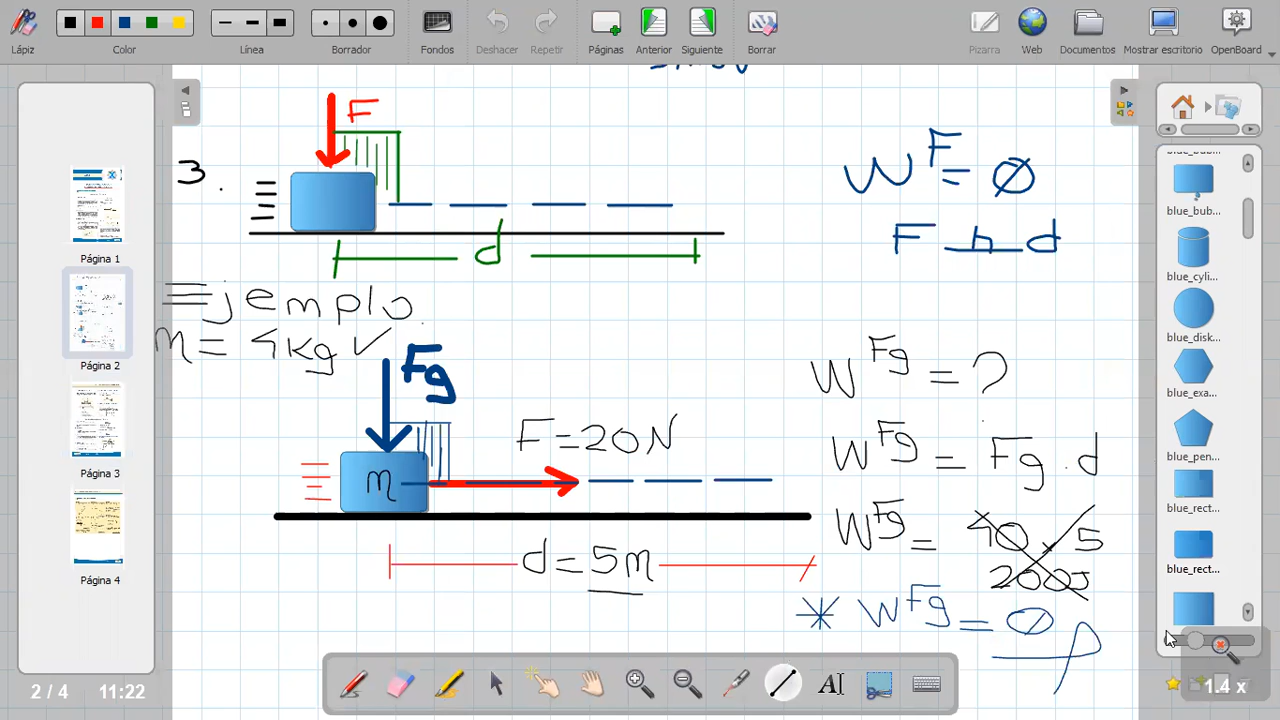 Lápiz
Color
Línea
Borrador
Fondos
Deshacer
Repetir
Páginas
Anterior
Siguiente
Borrar
Pizarra
Web
Documentos
Mostrar escritorio
OpenBoard
Página 1
Página 2
Página 3
Página 4
3.
F
d
W^F = ∅
F h d
Ejemplo
m = 4kg ✓
Fg
F=20N
m
d = 5m
W^Fg = ?
W^Fg = Fg . d
W^Fg = 40 x 5
200J
* W^Fg = ∅
blue_bub...
blue_bub...
blue_cyli...
blue_disk...
blue_exa...
blue_pen...
blue_rect...
blue_rect...
2 / 4 11:22
AI
1.4 x